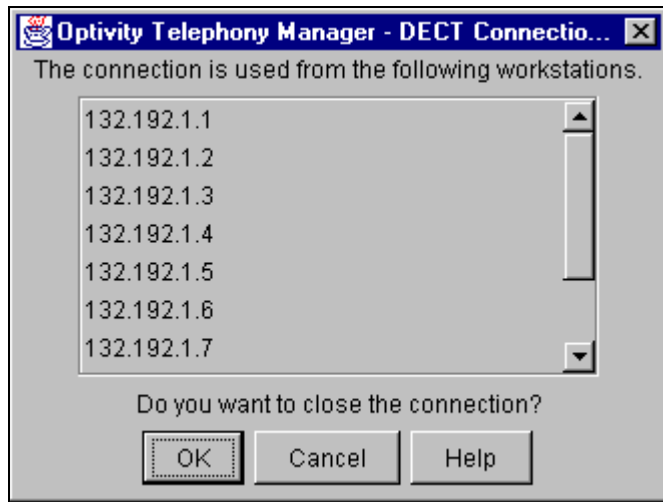 Optivity Telephony Manager - DECT Connectio...
The connection is used from the following workstations.
132.192.1.1
132.192.1.2
132.192.1.3
132.192.1.4
132.192.1.5
132.192.1.6
132.192.1.7
Do you want to close the connection?
OK Cancel Help